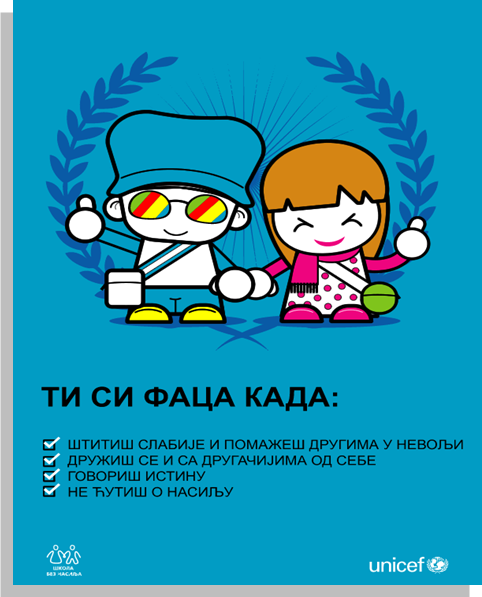 ТИ СИ ФАЦА КАДА:
ШТИТИШ СЛАБИЈЕ И ПОМАЖЕШ ДРУГИМА У НЕВОЉИ
ДРУЖИШ СЕ И СА ДРУГАЧИЈИМА ОД СЕБЕ
ГОВОРИШ ИСТИНУ
НЕ ЋУТИШ О НАСИЉУ
ШКОЛА
БЕЗ НАСИЉА
unicef